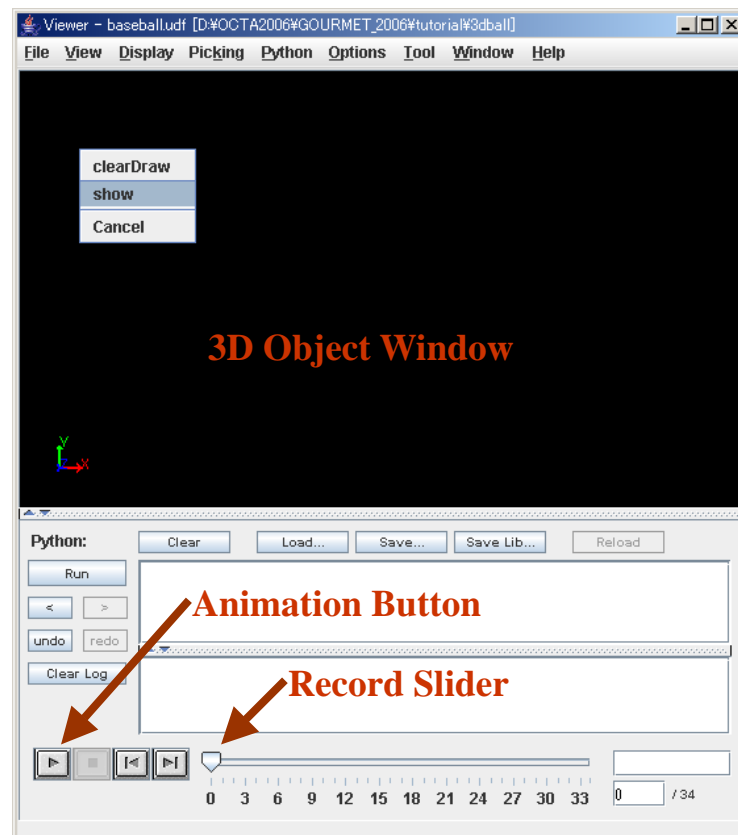 Viewer - baseball.udf [D:¥OCTA2006¥GOURMET_2006¥tutorial¥3dball]
File View Display Picking Python Options Tool Window Help
clearDraw
show
Cancel
3D Object Window
Y
Z X
Python: Clear Load... Save... Save Lib... Reload
Run
< >
Animation Button
undo redo
Clear Log
Record Slider
0 3 6 9 12 15 18 21 24 27 30 33 0 / 34